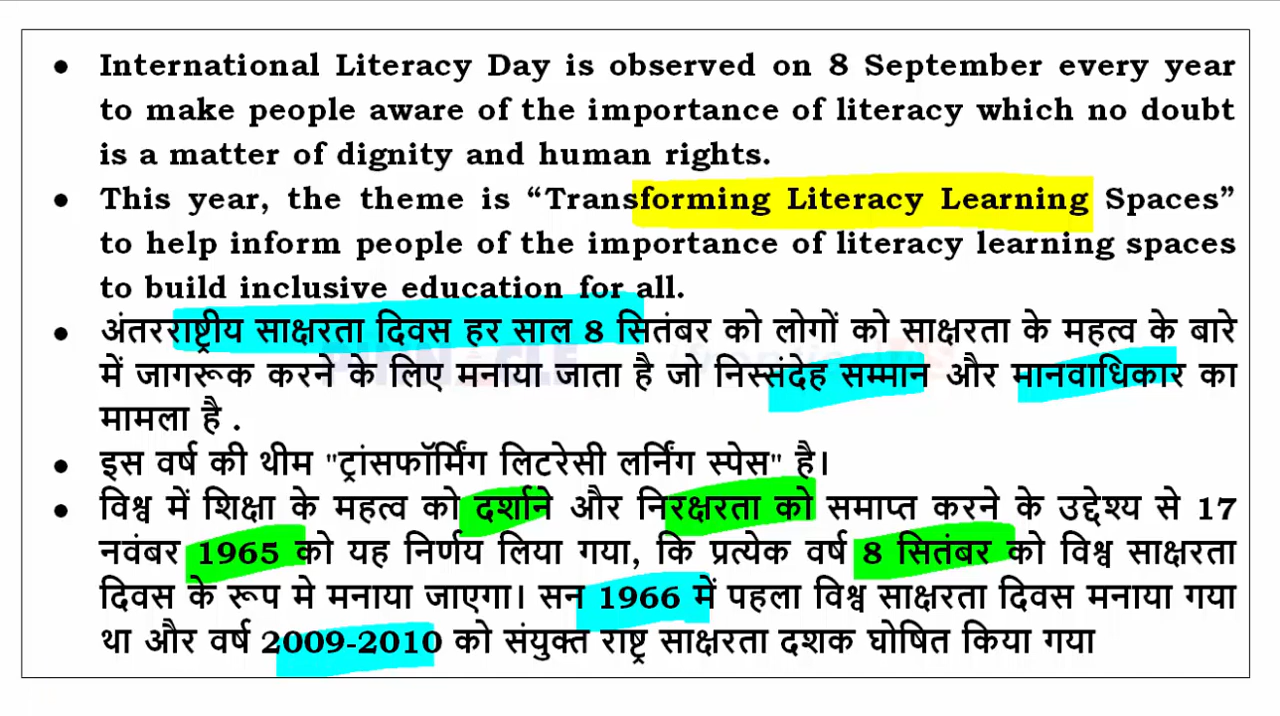 • International Literacy Day is observed on 8 September every year
to make people aware of the importance of literacy which no doubt
is a matter of dignity and human rights.
• This year, the theme is “Transforming Literacy Learning Spaces”
to help inform people of the importance of literacy learning spaces
to build inclusive education for all.
• अंतरराष्ट्रीय साक्षरता दिवस हर साल 8 सितंबर को लोगों को साक्षरता के महत्व के बारे
में जागरूक करने के लिए मनाया जाता है जो निस्संदेह सम्मान और मानवाधिकार का
मामला है .
• इस वर्ष की थीम "ट्रांसफॉर्मिंग लिटरेसी लर्निंग स्पेस" है।
• विश्व में शिक्षा के महत्व को दर्शाने और निरक्षरता को समाप्त करने के उद्देश्य से 17
नवंबर 1965 को यह निर्णय लिया गया, कि प्रत्येक वर्ष 8 सितंबर को विश्व साक्षरता
दिवस के रूप मे मनाया जाएगा। सन 1966 में पहला विश्व साक्षरता दिवस मनाया गया
था और वर्ष 2009-2010 को संयुक्त राष्ट्र साक्षरता दशक घोषित किया गया